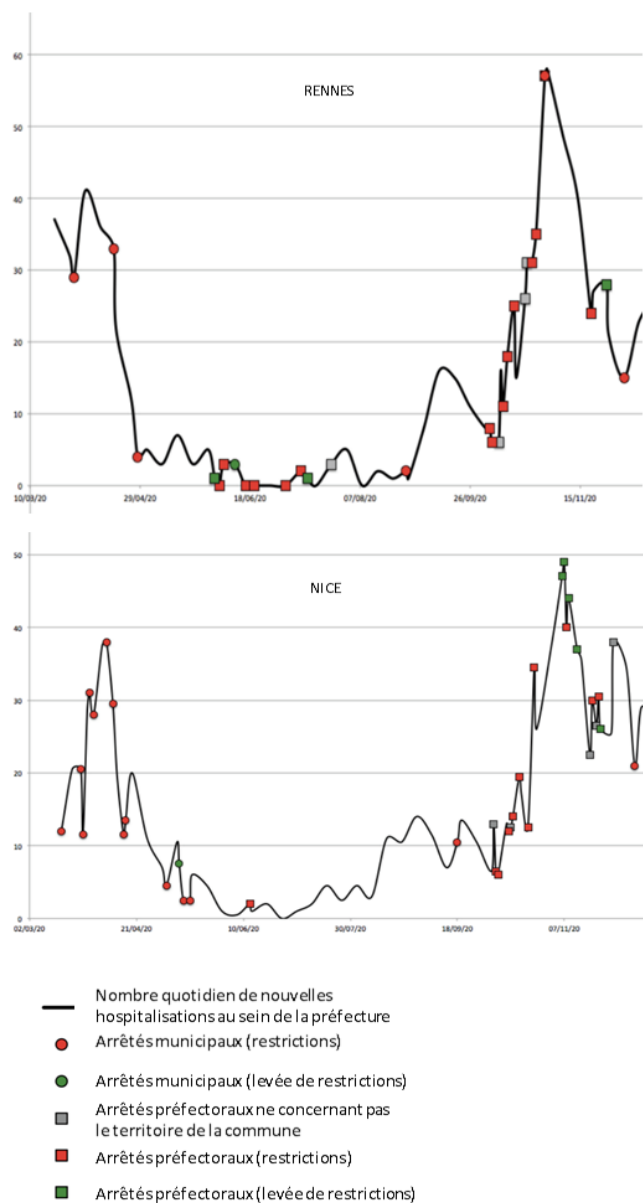 RENNES
60
50
40
30
20
10
0
10/03/20 29/04/20 18/06/20 07/08/20 26/09/20 15/11/20
NICE
50
40
30
20
10
0
02/03/20 21/04/20 10/06/20 30/07/20 18/09/20 07/11/20
Nombre quotidien de nouvelles
hospitalisations au sein de la préfecture
Arrêtés municipaux (restrictions)
Arrêtés municipaux (levée de restrictions)
Arrêtés préfectoraux ne concernant pas
le territoire de la commune
Arrêtés préfectoraux (restrictions)
Arrêtés préfectoraux (levée de restrictions)